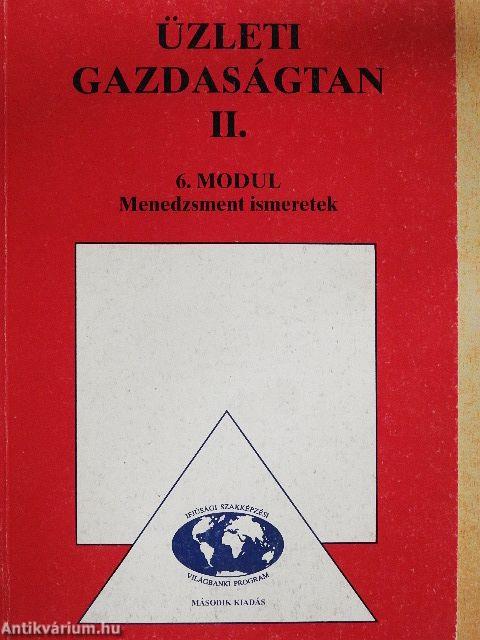 ÜZLETI
GAZDASÁGTAN
II.
6. MODUL
Menedzsment ismeretek
IFJÚSÁGI SZAKKÉPZÉSI
VILÁGBANKI PROGRAM
MÁSODIK KIADÁS
Antikvárium.hu